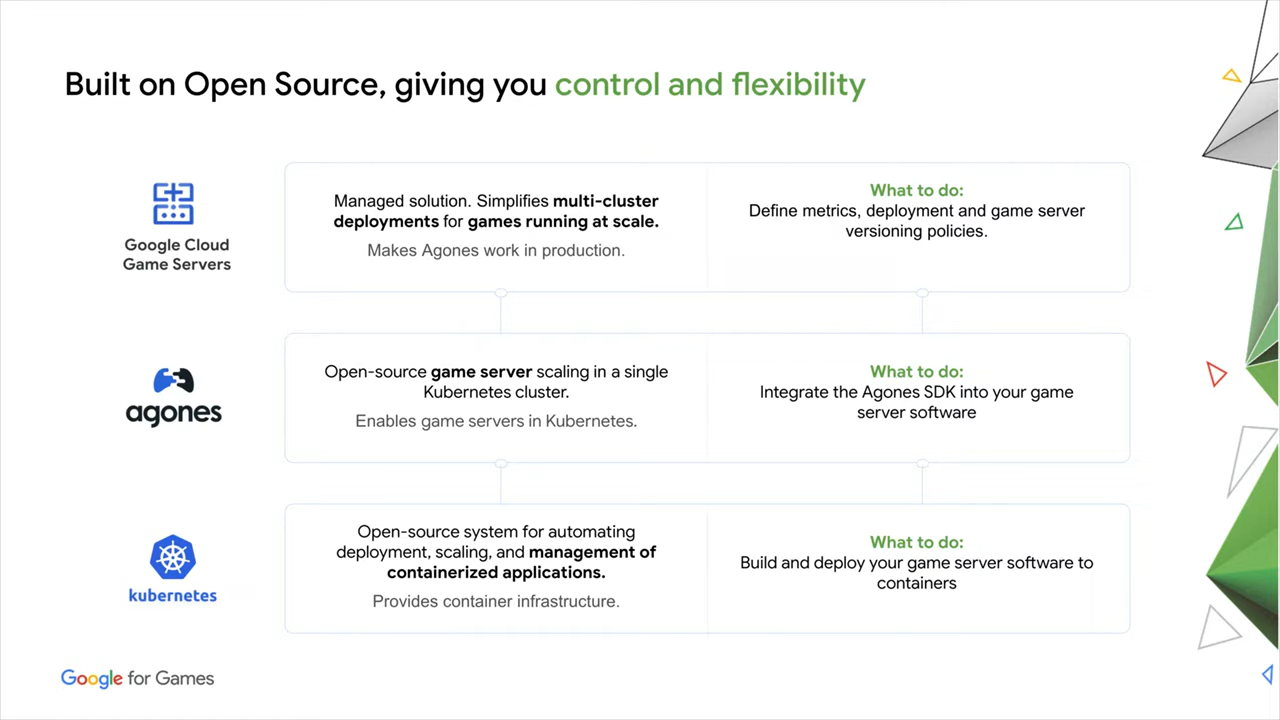 Built on Open Source, giving you control and flexibility
Google Cloud
Game Servers
Managed solution. Simplifies multi-cluster
deployments for games running at scale.
Makes Agones work in production.
What to do:
Define metrics, deployment and game server
versioning policies.
agones
Open-source game server scaling in a single
Kubernetes cluster.
Enables game servers in Kubernetes.
What to do:
Integrate the Agones SDK into your game
server software
kubernetes
Open-source system for automating
deployment, scaling, and management of
containerized applications.
Provides container infrastructure.
What to do:
Build and deploy your game server software to
containers
Google for Games